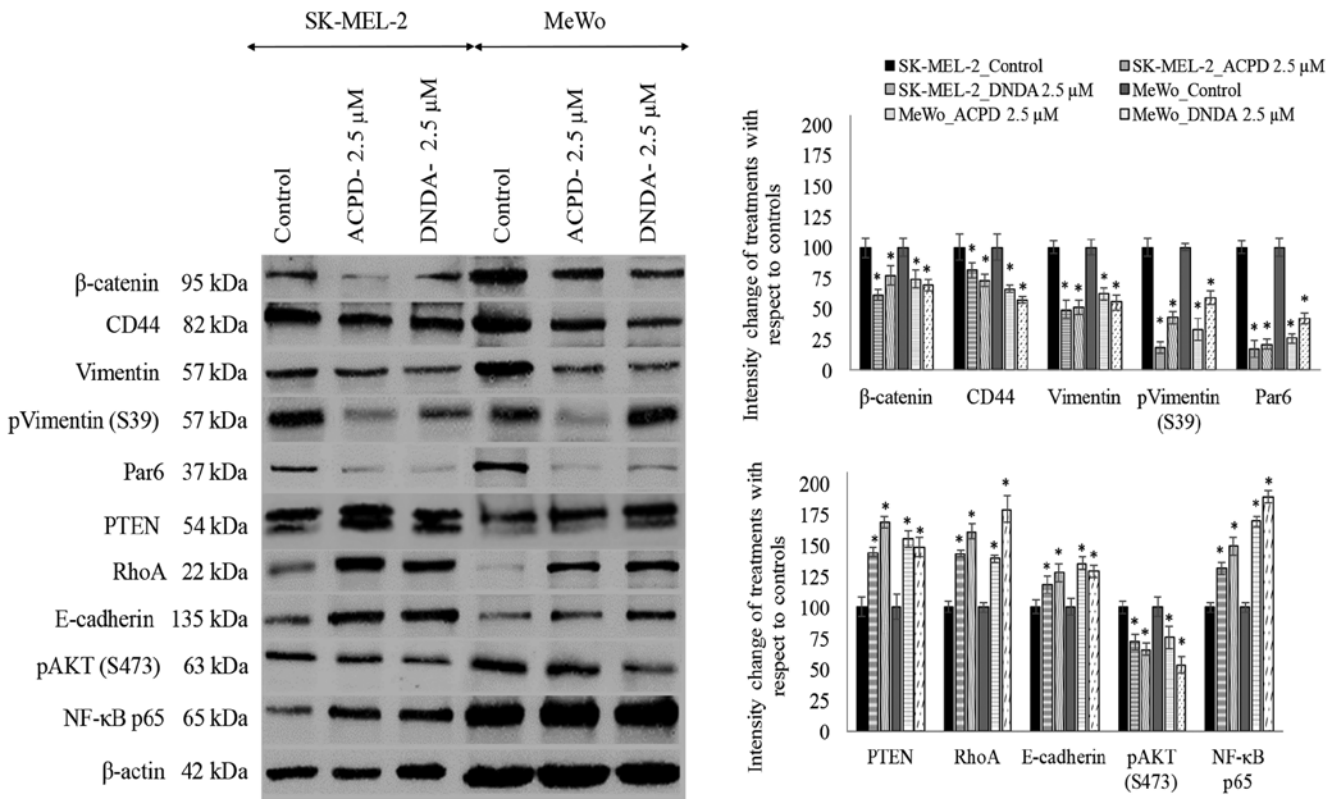 SK-MEL-2 MeWo
Control ACPD- 2.5 µM DNDA- 2.5 µM Control ACPD- 2.5 µM DNDA- 2.5 µM
β-catenin 95 kDa
CD44 82 kDa
Vimentin 57 kDa
pVimentin (S39) 57 kDa
Par6 37 kDa
PTEN 54 kDa
RhoA 22 kDa
E-cadherin 135 kDa
pAKT (S473) 63 kDa
NF-κB p65 65 kDa
β-actin 42 kDa
SK-MEL-2_Control SK-MEL-2_ACPD 2.5 µM
SK-MEL-2_DNDA 2.5 µM MeWo_Control
MeWo_ACPD 2.5 µM MeWo_DNDA 2.5 µM
Intensity change of treatments with
respect to controls
200
175
150
125
100
75
50
25
0
* * * * * * * * * * * * * * * * * * * *
β-catenin CD44 Vimentin pVimentin Par6
(S39)
Intensity change of treatments with
respect to controls
200
175
150
125
100
75
50
25
0
* * * * * * * * * * * * * * * * * * * *
PTEN RhoA E-cadherin pAKT NF-κB
(S473) p65